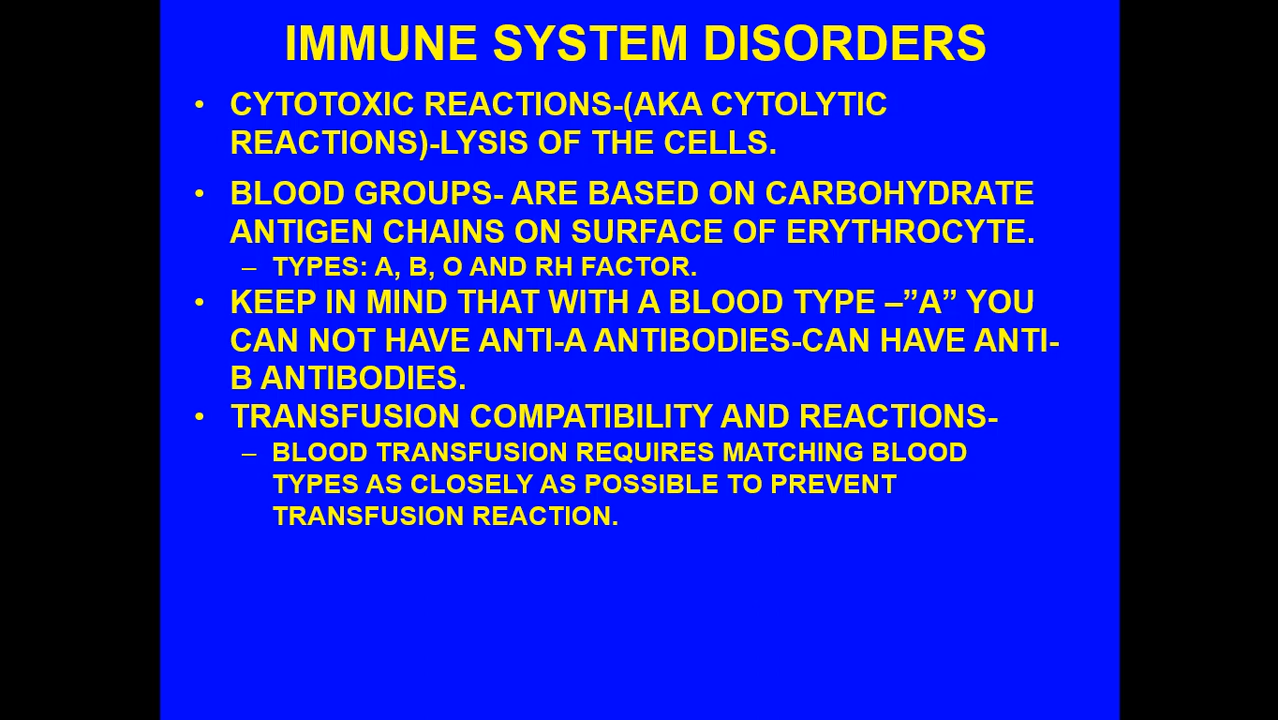 IMMUNE SYSTEM DISORDERS
• CYTOTOXIC REACTIONS-(AKA CYTOLYTIC
REACTIONS)-LYSIS OF THE CELLS.
• BLOOD GROUPS- ARE BASED ON CARBOHYDRATE
ANTIGEN CHAINS ON SURFACE OF ERYTHROCYTE.
– TYPES: A, B, O AND RH FACTOR.
• KEEP IN MIND THAT WITH A BLOOD TYPE –”A” YOU
CAN NOT HAVE ANTI-A ANTIBODIES-CAN HAVE ANTI-
B ANTIBODIES.
• TRANSFUSION COMPATIBILITY AND REACTIONS-
– BLOOD TRANSFUSION REQUIRES MATCHING BLOOD
TYPES AS CLOSELY AS POSSIBLE TO PREVENT
TRANSFUSION REACTION.